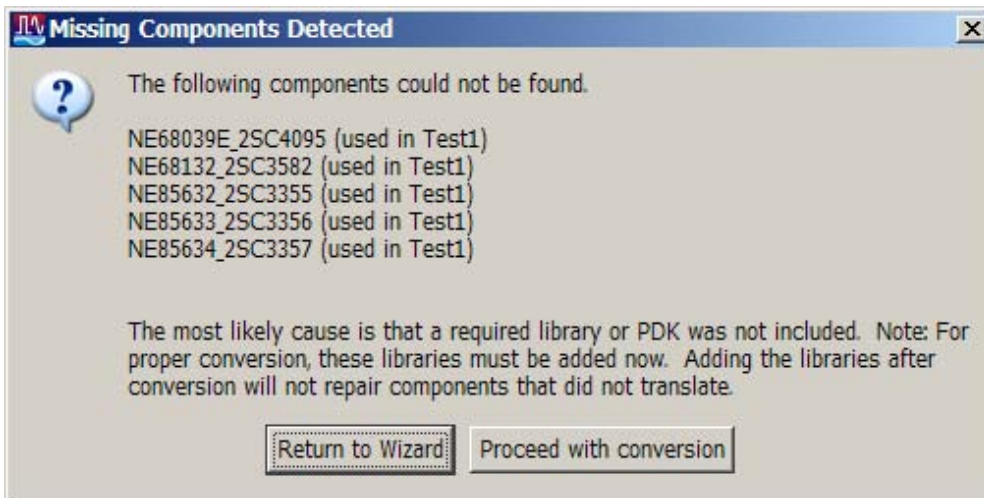 Missing Components Detected
The following components could not be found.
NE68039E_2SC4095 (used in Test1)
NE68132_2SC3582 (used in Test1)
NE85632_2SC3355 (used in Test1)
NE85633_2SC3356 (used in Test1)
NE85634_2SC3357 (used in Test1)
The most likely cause is that a required library or PDK was not included. Note: For
proper conversion, these libraries must be added now. Adding the libraries after
conversion will not repair components that did not translate.
Return to Wizard Proceed with conversion